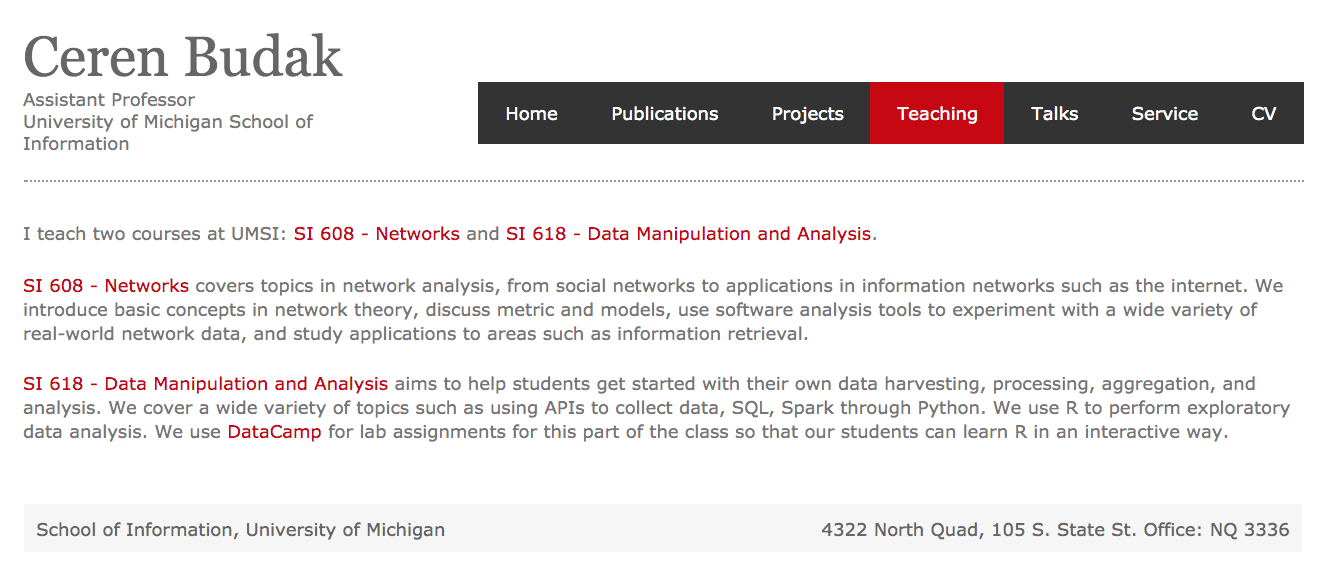 Ceren Budak
Assistant Professor
University of Michigan School of
Information
Home Publications Projects Teaching Talks Service CV
I teach two courses at UMSI: SI 608 - Networks and SI 618 - Data Manipulation and Analysis.
SI 608 - Networks covers topics in network analysis, from social networks to applications in information networks such as the internet. We
introduce basic concepts in network theory, discuss metric and models, use software analysis tools to experiment with a wide variety of
real-world network data, and study applications to areas such as information retrieval.
SI 618 - Data Manipulation and Analysis aims to help students get started with their own data harvesting, processing, aggregation, and
analysis. We cover a wide variety of topics such as using APIs to collect data, SQL, Spark through Python. We use R to perform exploratory
data analysis. We use DataCamp for lab assignments for this part of the class so that our students can learn R in an interactive way.
School of Information, University of Michigan 4322 North Quad, 105 S. State St. Office: NQ 3336